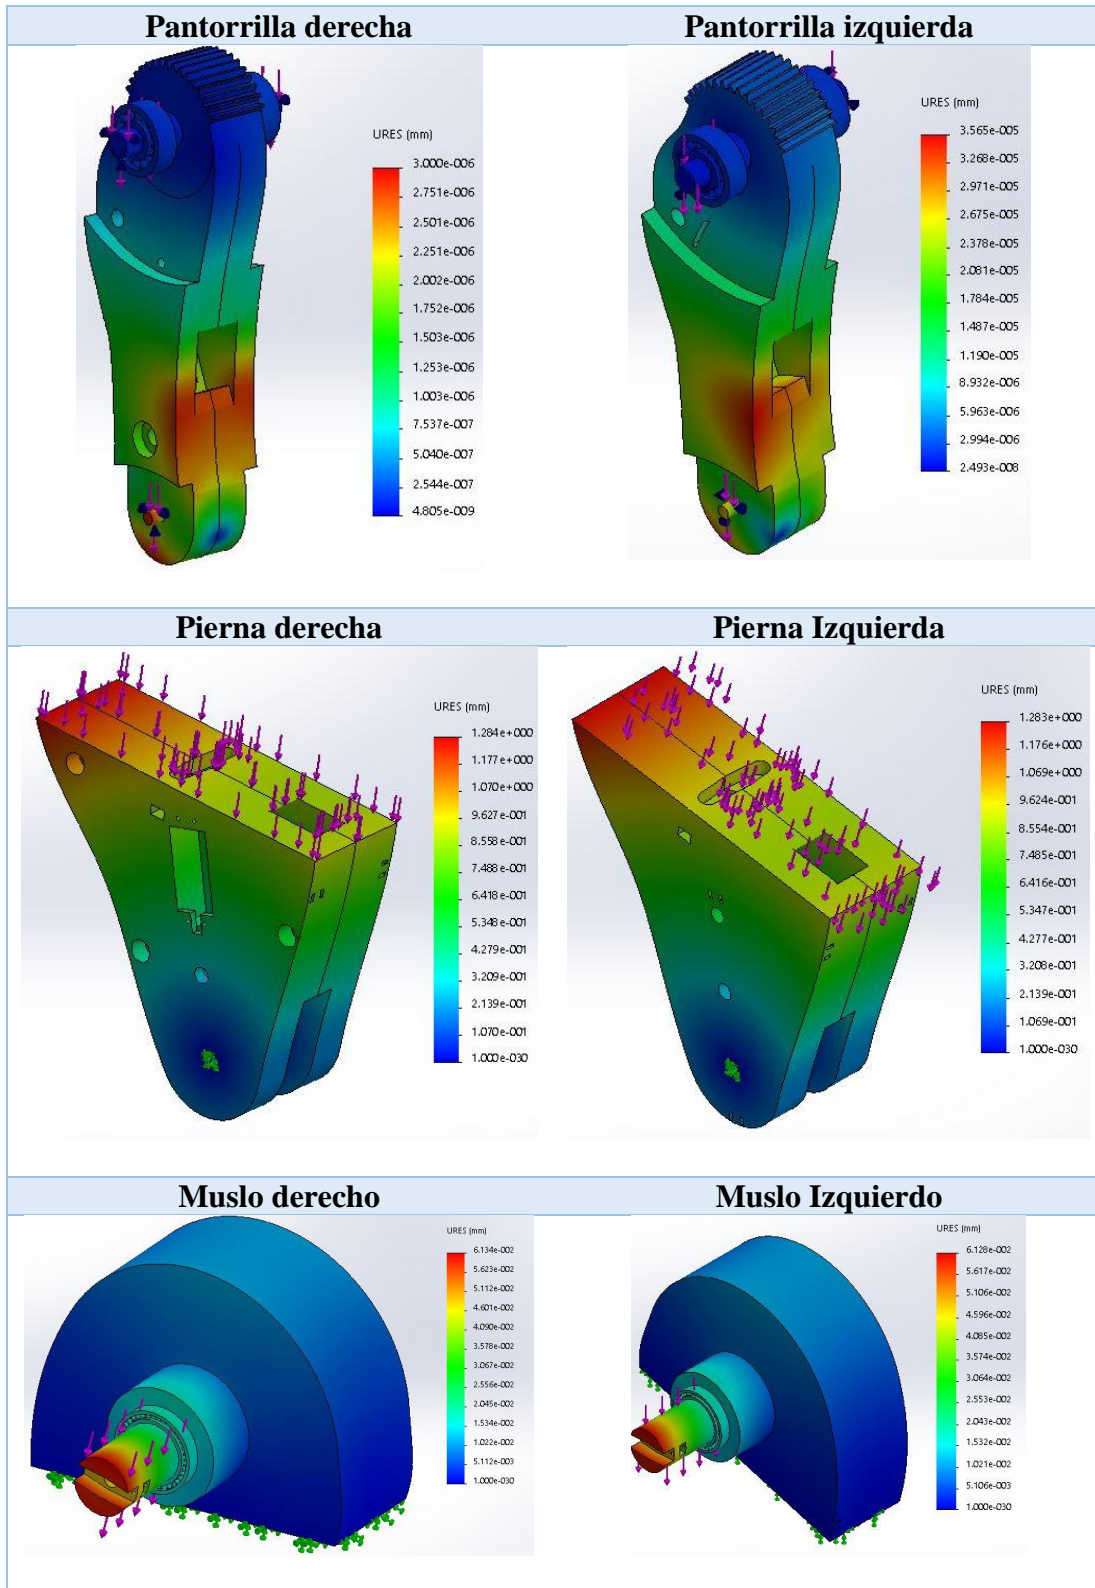 Pantorrilla derecha
Pantorrilla izquierda
URES (mm)
3.000e-006
2.751e-006
2.501e-006
2.251e-006
2.002e-006
1.752e-006
1.503e-006
1.253e-006
1.003e-006
7.537e-007
5.040e-007
2.544e-007
4.805e-009
URES (mm)
3.565e-005
3.268e-005
2.971e-005
2.675e-005
2.378e-005
2.081e-005
1.784e-005
1.487e-005
1.190e-005
8.932e-006
5.963e-006
2.994e-006
2.493e-008
Pierna derecha
Pierna Izquierda
URES (mm)
1.284e+000
1.177e+000
1.070e+000
9.627e-001
8.558e-001
7.488e-001
6.418e-001
5.348e-001
4.279e-001
3.209e-001
2.139e-001
1.070e-001
1.000e-030
URES (mm)
1.283e+000
1.176e+000
1.069e+000
9.624e-001
8.554e-001
7.485e-001
6.416e-001
5.347e-001
4.277e-001
3.208e-001
2.139e-001
1.069e-001
1.000e-030
Muslo derecho
Muslo Izquierdo
URES (mm)
6.134e-002
5.623e-002
5.112e-002
4.601e-002
4.090e-002
3.578e-002
3.067e-002
2.556e-002
2.045e-002
1.534e-002
1.022e-002
5.112e-003
1.000e-030
URES (mm)
6.128e-002
5.617e-002
5.106e-002
4.596e-002
4.085e-002
3.574e-002
3.064e-002
2.553e-002
2.043e-002
1.532e-002
1.021e-002
5.106e-003
1.000e-030